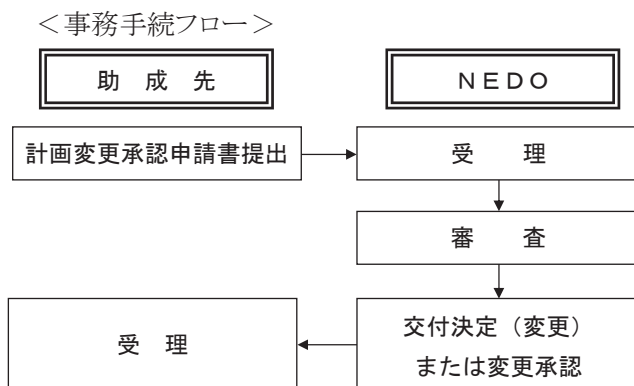 ＜事務手続フロー＞
助　成　先
ＮＥＤＯ
計画変更承認申請書提出
受　　理
審　　査
交付決定（変更）
または変更承認
受　理